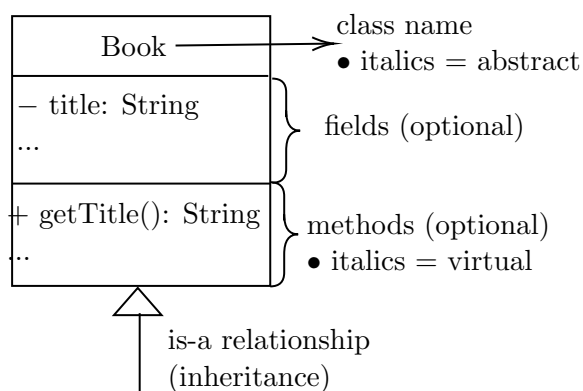 Book
class name
• italics = abstract
− title: String
...
fields (optional)
+ getTitle(): String
...
methods (optional)
• italics = virtual
is-a relationship
(inheritance)